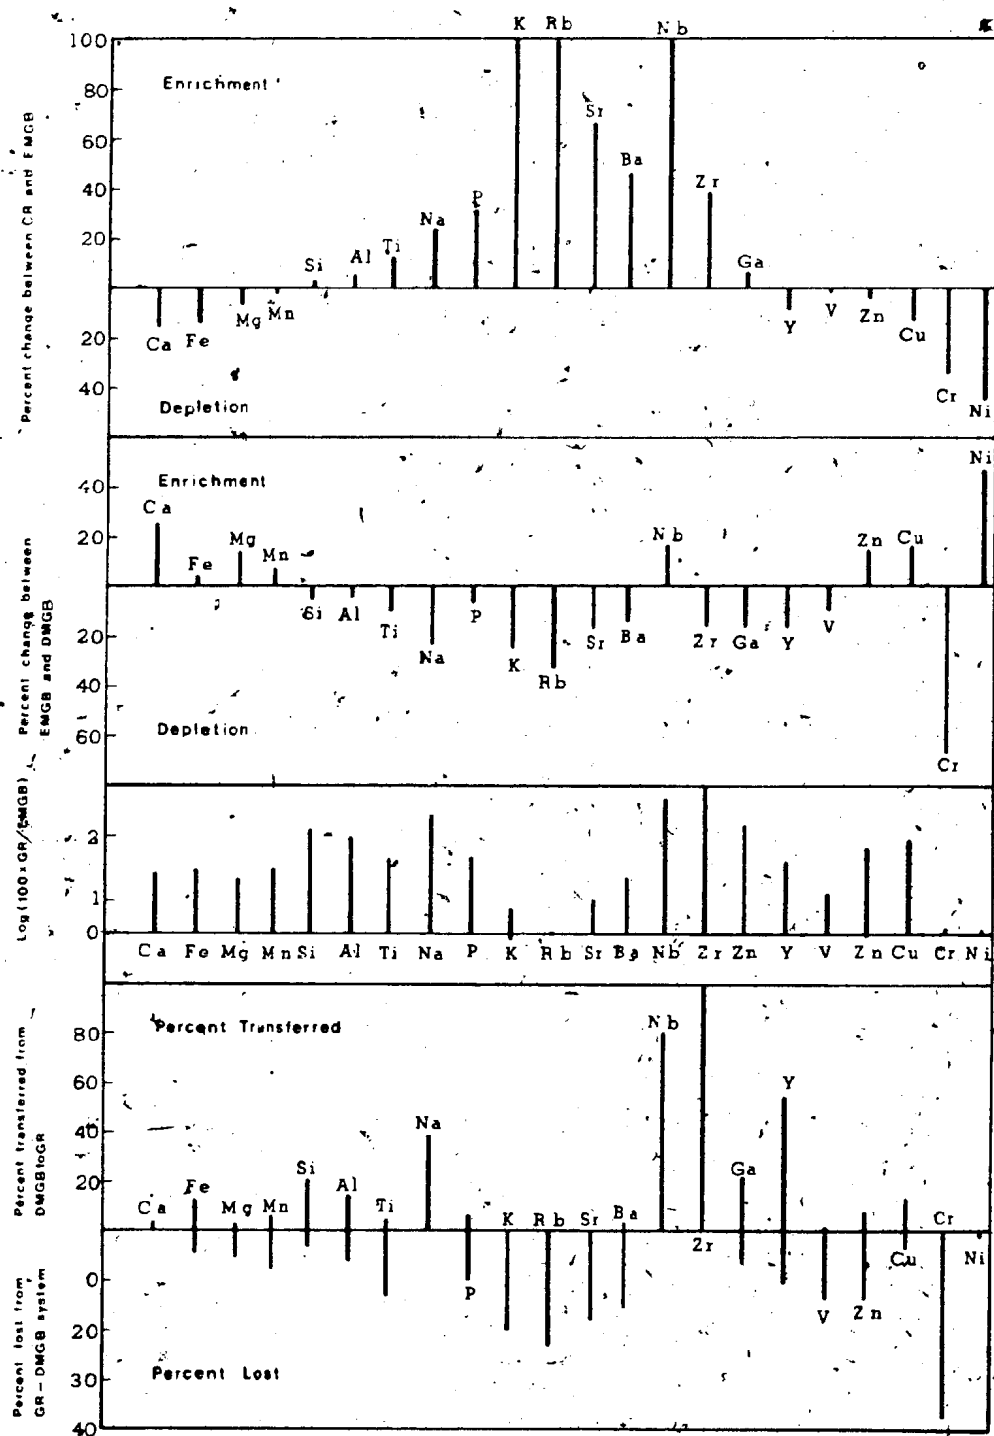 K Rb Nb
100
Enrichment
80
Sr
60
Ba
40
P
Zr
Na
20
Ti
Si Al
Ga
Ca Fe Mg Mn
Y V Zn Cu
20
40
Cr
Ni
Depletion
Percent change between CR and EMGB
Enrichment
Ni
40
Ca
20
Fe Mg Mn
Nb
Zn Cu
Si Al Ti Na P K Rb Sr Ba Zr Ga Y V
20
40
60
Depletion
Cr
Percent change between
EMGB and DMGB
Log (100 x GR/EMGB)
2
1
0
Ca Fe Mg Mn Si Al Ti Na P K Rb Sr Ba Nb Zr Zn Y V Zn Cu Cr Ni
Percent Transferred
Nb
80
60
Y
40
Na
20
Si
Ga
Ca Fe Mg Mn Al Ti K Rb Sr Ba Cr
Zr
Cu Ni
0
P
V Zn
20
Percent Lost
40
Percent transferred from
DMGB to GR
Percent lost from
GR-DMGB system